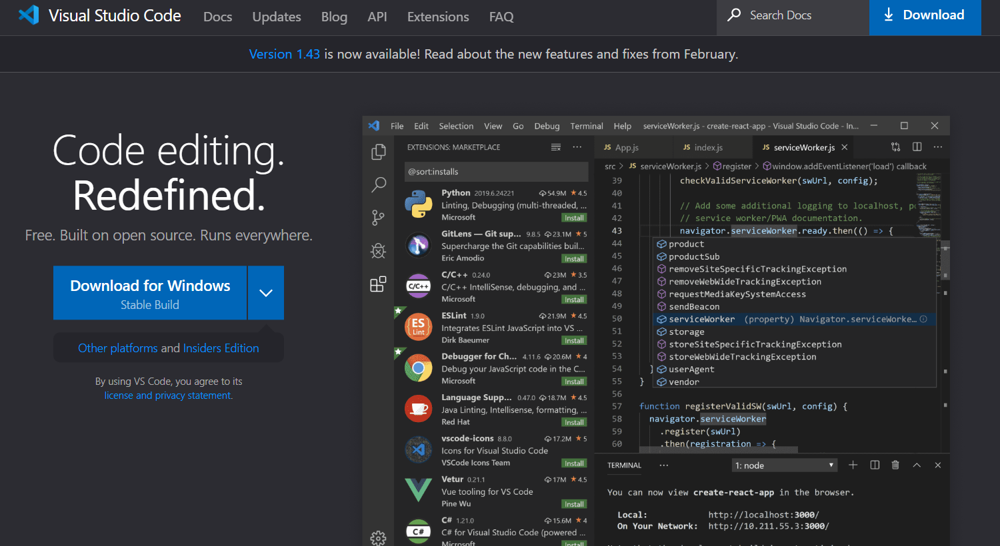 Visual Studio Code Docs Updates Blog API Extensions FAQ Search Docs Download
Version 1.43 is now available! Read about the new features and fixes from February.
Code editing.
Redefined.
Free. Built on open source. Runs everywhere.
Download for Windows
Stable Build
Other platforms and Insiders Edition
By using VS Code, you agree to its
license and privacy statement.
File Edit Selection View Go Debug Terminal Help serviceWorker.js - create-react-app - Visual Studio Code - In...
EXTENSIONS: MARKETPLACE
@sort:installs
Python 2019.6.24221 54.9M ★ 4.5
Linting, Debugging (multi-threaded, ...
Microsoft Install
GitLens — Git sup... 9.8.5 23.1M ★ 5
Supercharge the Git capabilities buil...
Eric Amodio Install
C/C++
C/C++ 0.24.0 23M ★ 3.5
C/C++ IntelliSense, debugging, and ...
Microsoft Install
ES
Lint
ESLint 1.9.0 21.9M ★ 4.5
Integrates ESLint JavaScript into VS ...
Dirk Baeumer Install
Debugger for Ch... 4.11.6 20.6M ★ 4
Debug your JavaScript code in the C...
Microsoft Install
Language Supp... 0.47.0 18.7M ★ 4.5
Java Linting, Intellisense, formatting, ...
Red Hat Install
vscode-icons 8.8.0 17.2M ★ 5
Icons for Visual Studio Code
VSCode Icons Team Install
Vetur 0.21.1 17M ★ 4.5
Vue tooling for VS Code
Pine Wu Install
C#
C# 1.21.0 15.6M ★ 4
C# for Visual Studio Code (powered ...
Microsoft Install
JS App.js JS index.js JS serviceWorker.js
src > JS serviceWorker.js > register > window.addEventListener('load') callback
39 checkValidServiceWorker(swUrl, config);
40
41 // Add some additional logging to localhost, po
42 // service worker/PWA documentation.
43 navigator.serviceWorker.ready.then(() => {
44 product
45 productSub
46 removeSiteSpecificTrackingException
47 removeWebWideTrackingException
48 requestMediaKeySystemAccess
49 sendBeacon
50 serviceWorker (property) Navigator.serviceWorke...
51 storage
52 storeSiteSpecificTrackingException
53 storeWebWideTrackingException
54 } userAgent
55 } vendor
56
57 function registerValidSW(swUrl, config) {
58 navigator.serviceWorker
59 .register(swUrl)
60 .then(registration => {
TERMINAL ... 1: node
You can now view create-react-app in the browser.
Local: http://localhost:3000/
On Your Network: http://10.211.55.3:3000/